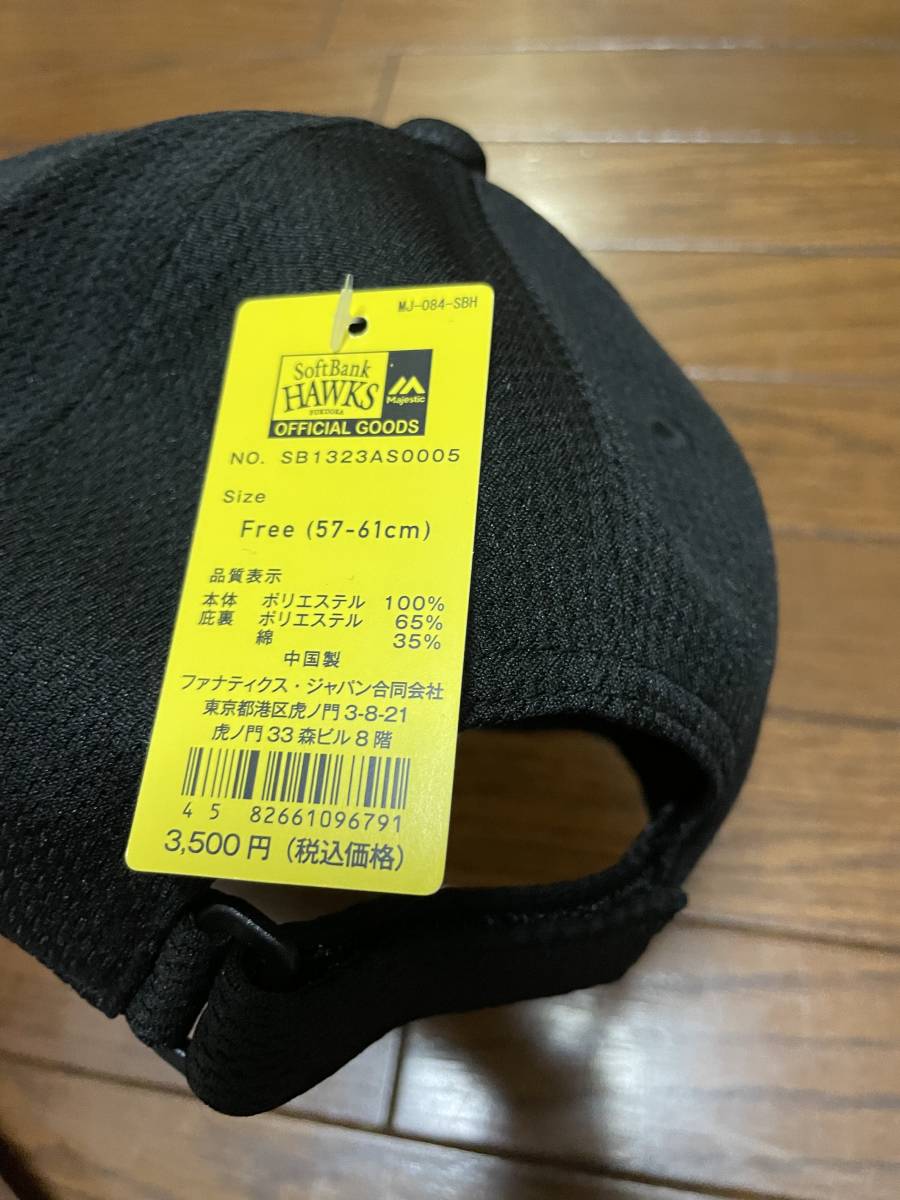 MJ-084-SBH
SoftBank
HAWKS
FUKUOKA
Majestic
OFFICIAL GOODS
NO. SB1323AS0005
Size
Free (57-61cm)
品質表示
本体 ポリエステル 100%
庇裏 ポリエステル 65%
綿 35%
中国製
ファナティクス・ジャパン合同会社
東京都港区虎ノ門3-8-21
虎ノ門33森ビル8階
45 82661096791
3,500円（税込価格）